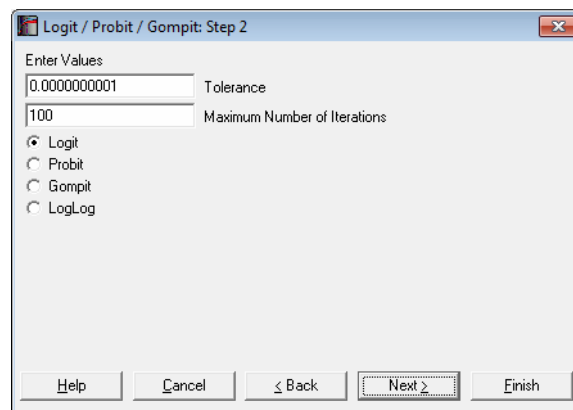 Logit / Probit / Gompit: Step 2
Enter Values
0.0000000001 Tolerance
100 Maximum Number of Iterations
Logit
Probit
Gompit
LogLog
Help Cancel < Back Next > Finish